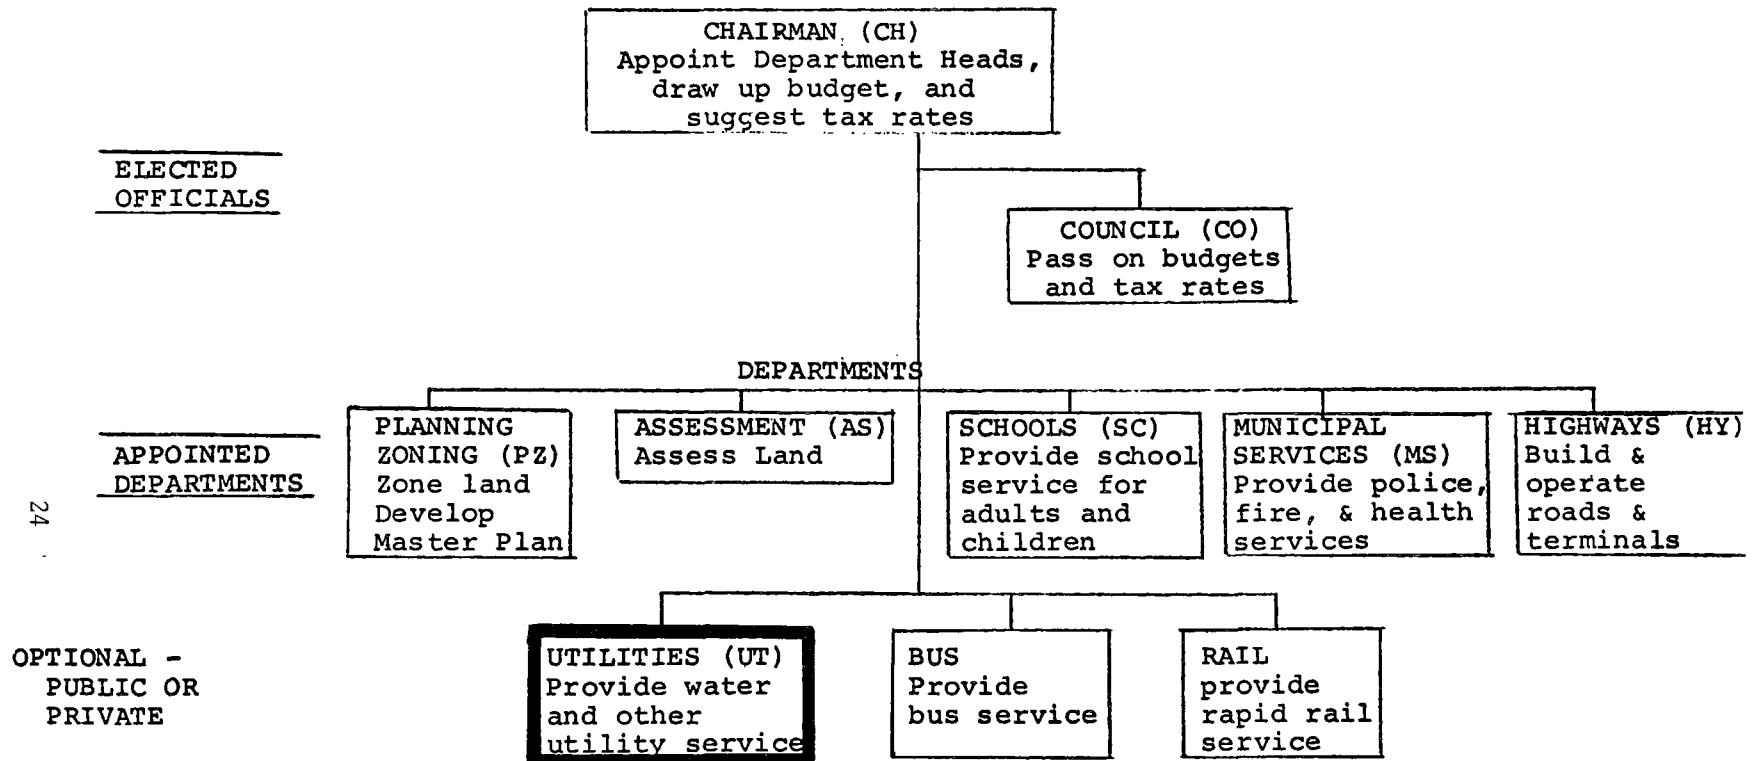 CHAIRMAN (CH)
Appoint Department Heads,
draw up budget, and
suggest tax rates
ELECTED
OFFICIALS
COUNCIL (CO)
Pass on budgets
and tax rates
DEPARTMENTS
APPOINTED
DEPARTMENTS
PLANNING
ZONING (PZ)
Zone land
Develop
Master Plan
ASSESSMENT (AS)
Assess Land
SCHOOLS (SC)
Provide school
service for
adults and
children
MUNICIPAL
SERVICES (MS)
Provide police,
fire, & health
services
HIGHWAYS (HY)
Build &
operate
roads &
terminals
24
OPTIONAL -
PUBLIC OR
PRIVATE
UTILITIES (UT)
Provide water
and other
utility service
BUS
Provide
bus service
RAIL
provide
rapid rail
service